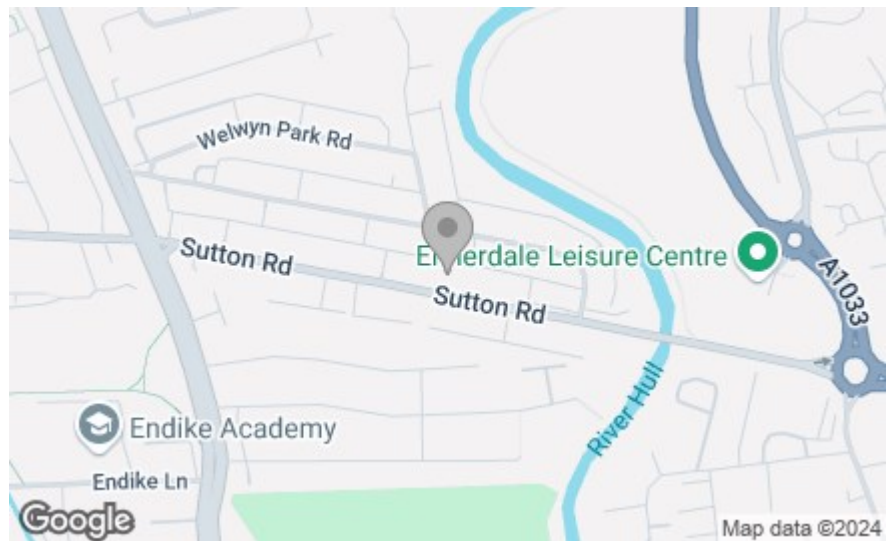 Welwyn Park Rd
Sutton Rd
Leisure Centre
Sutton Rd
A1033
River Hull
Endike Academy
Endike Ln
Google
Map data ©2024